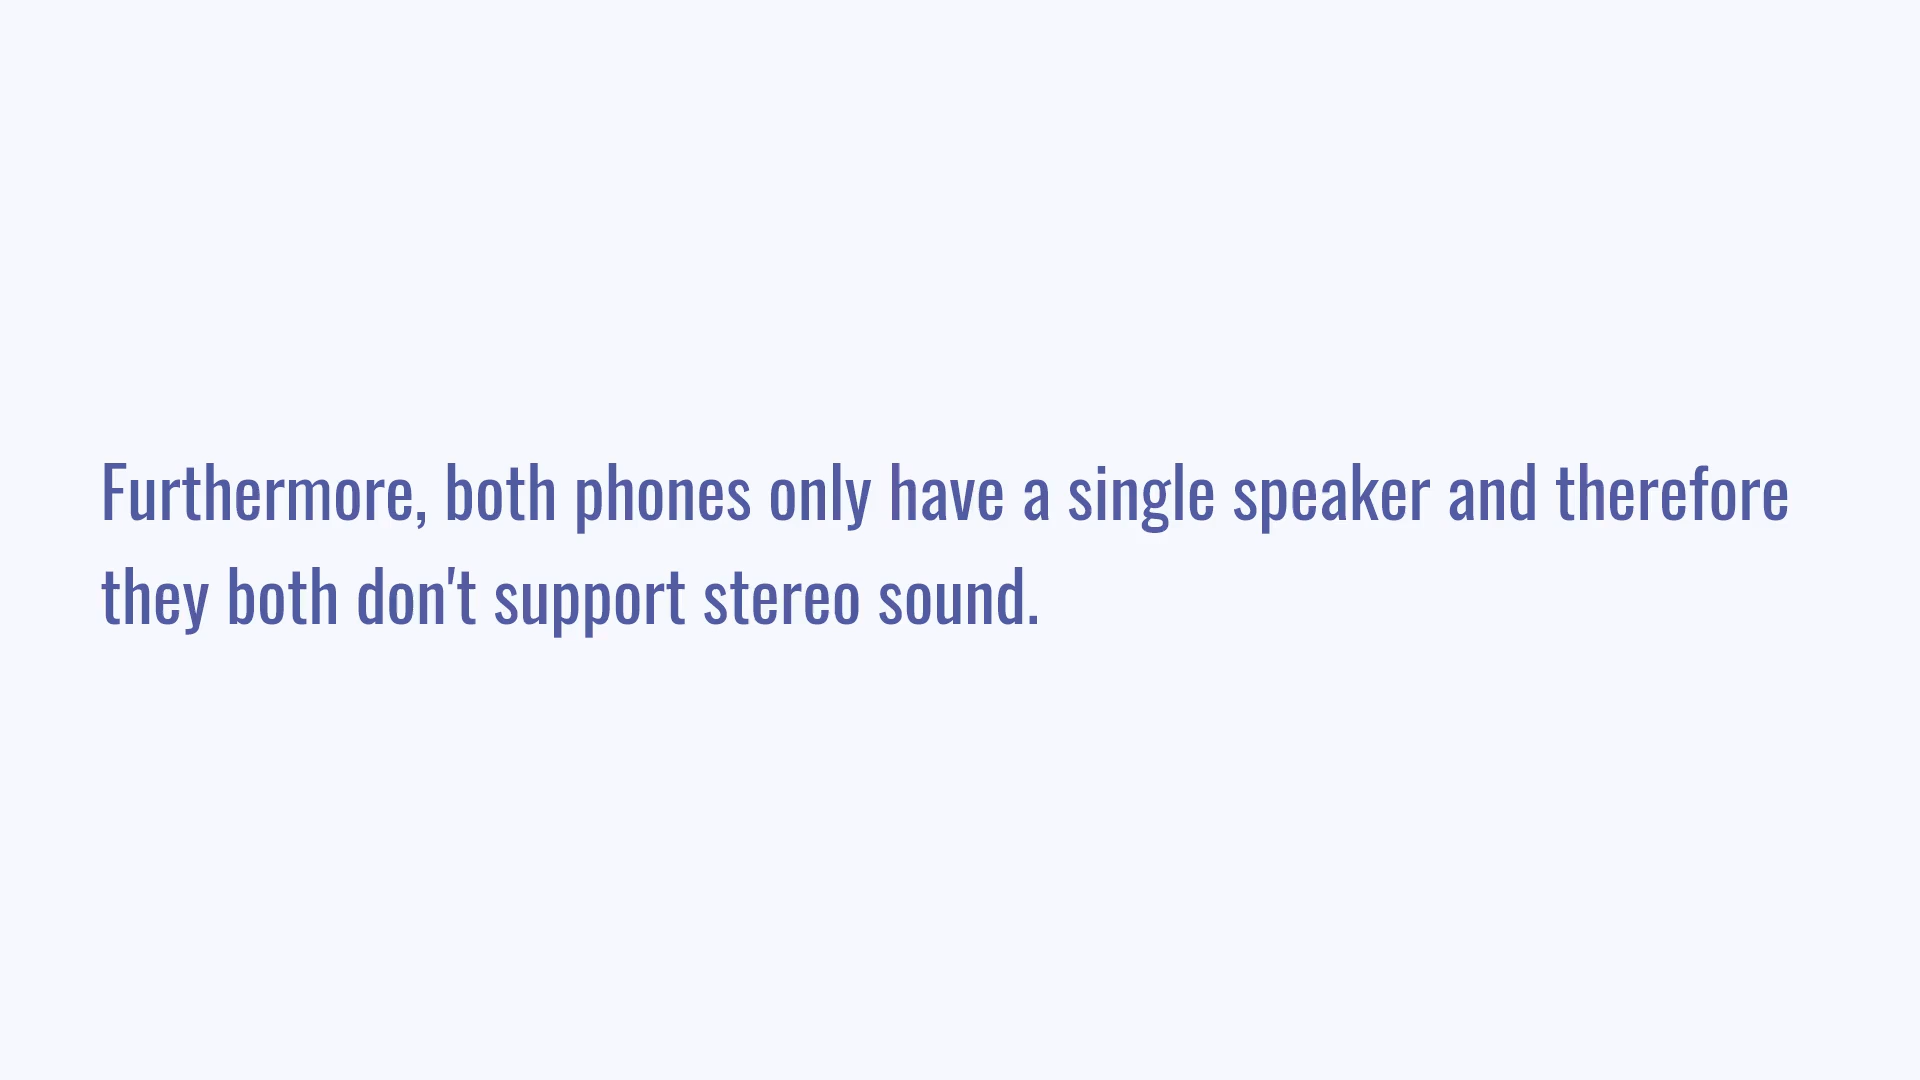 Furthermore, both phones only have a single speaker and therefore
they both don't support stereo sound.